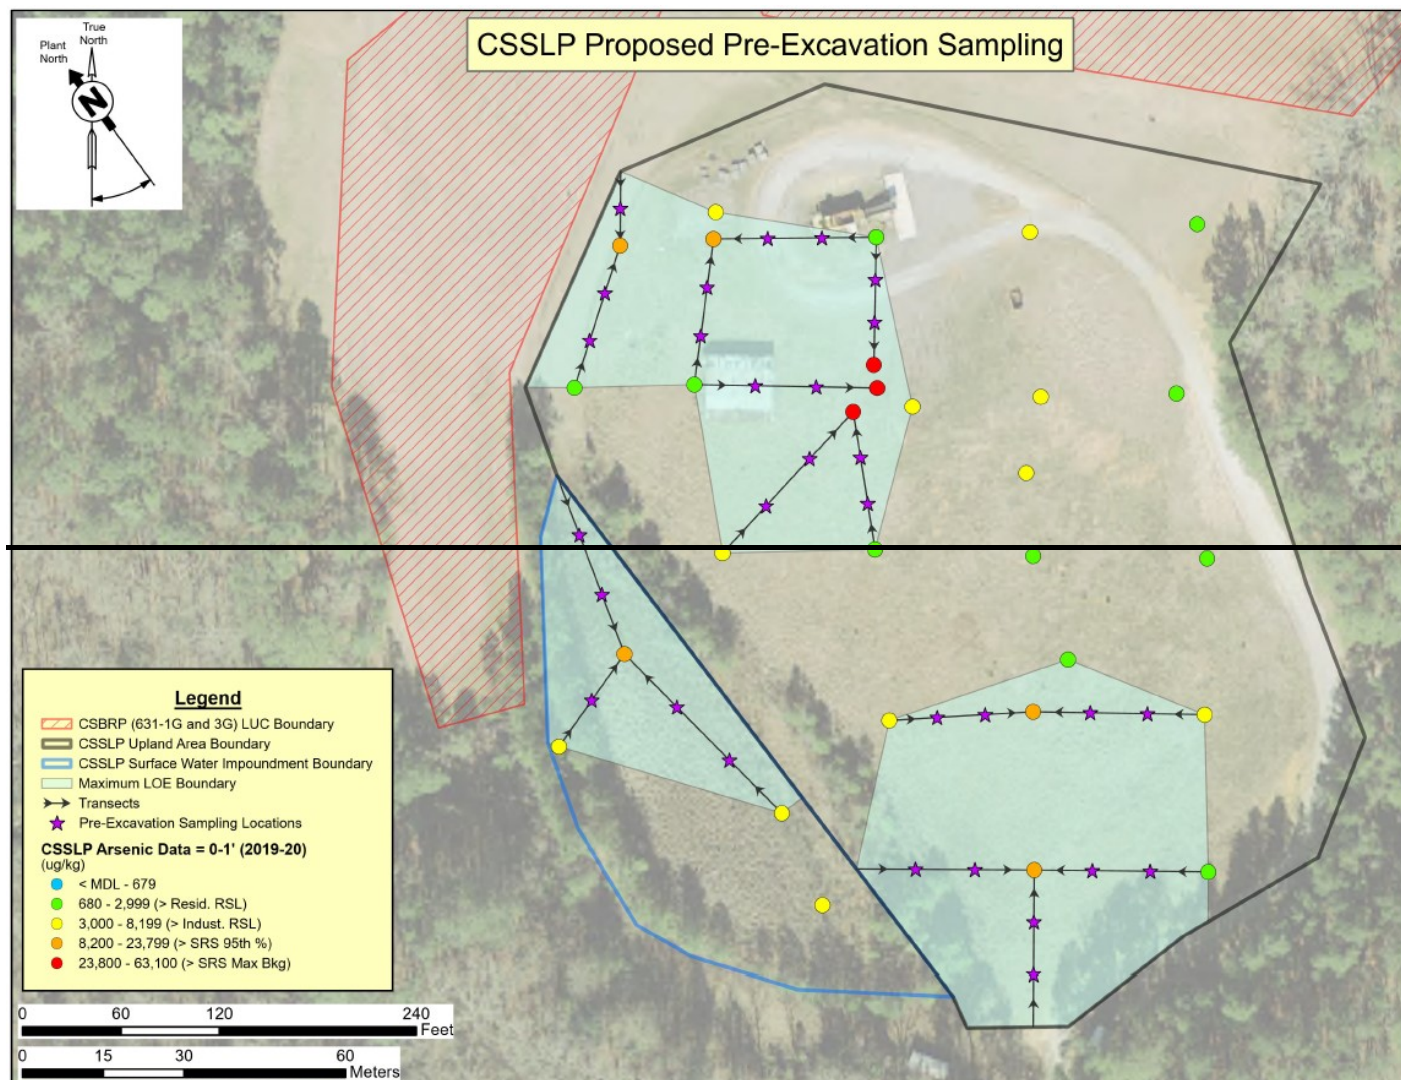 CSSLP Proposed Pre-Excavation Sampling
True
North
Plant
North
N
Legend
CSBRP (631-1G and 3G) LUC Boundary
CSSLP Upland Area Boundary
CSSLP Surface Water Impoundment Boundary
Maximum LOE Boundary
Transects
Pre-Excavation Sampling Locations
CSSLP Arsenic Data = 0-1' (2019-20)
(ug/kg)
< MDL - 679
680 - 2,999 (> Resid. RSL)
3,000 - 8,199 (> Indust. RSL)
8,200 - 23,799 (> SRS 95th %)
23,800 - 63,100 (> SRS Max Bkg)
0 60 120 240
Feet
0 15 30 60
Meters